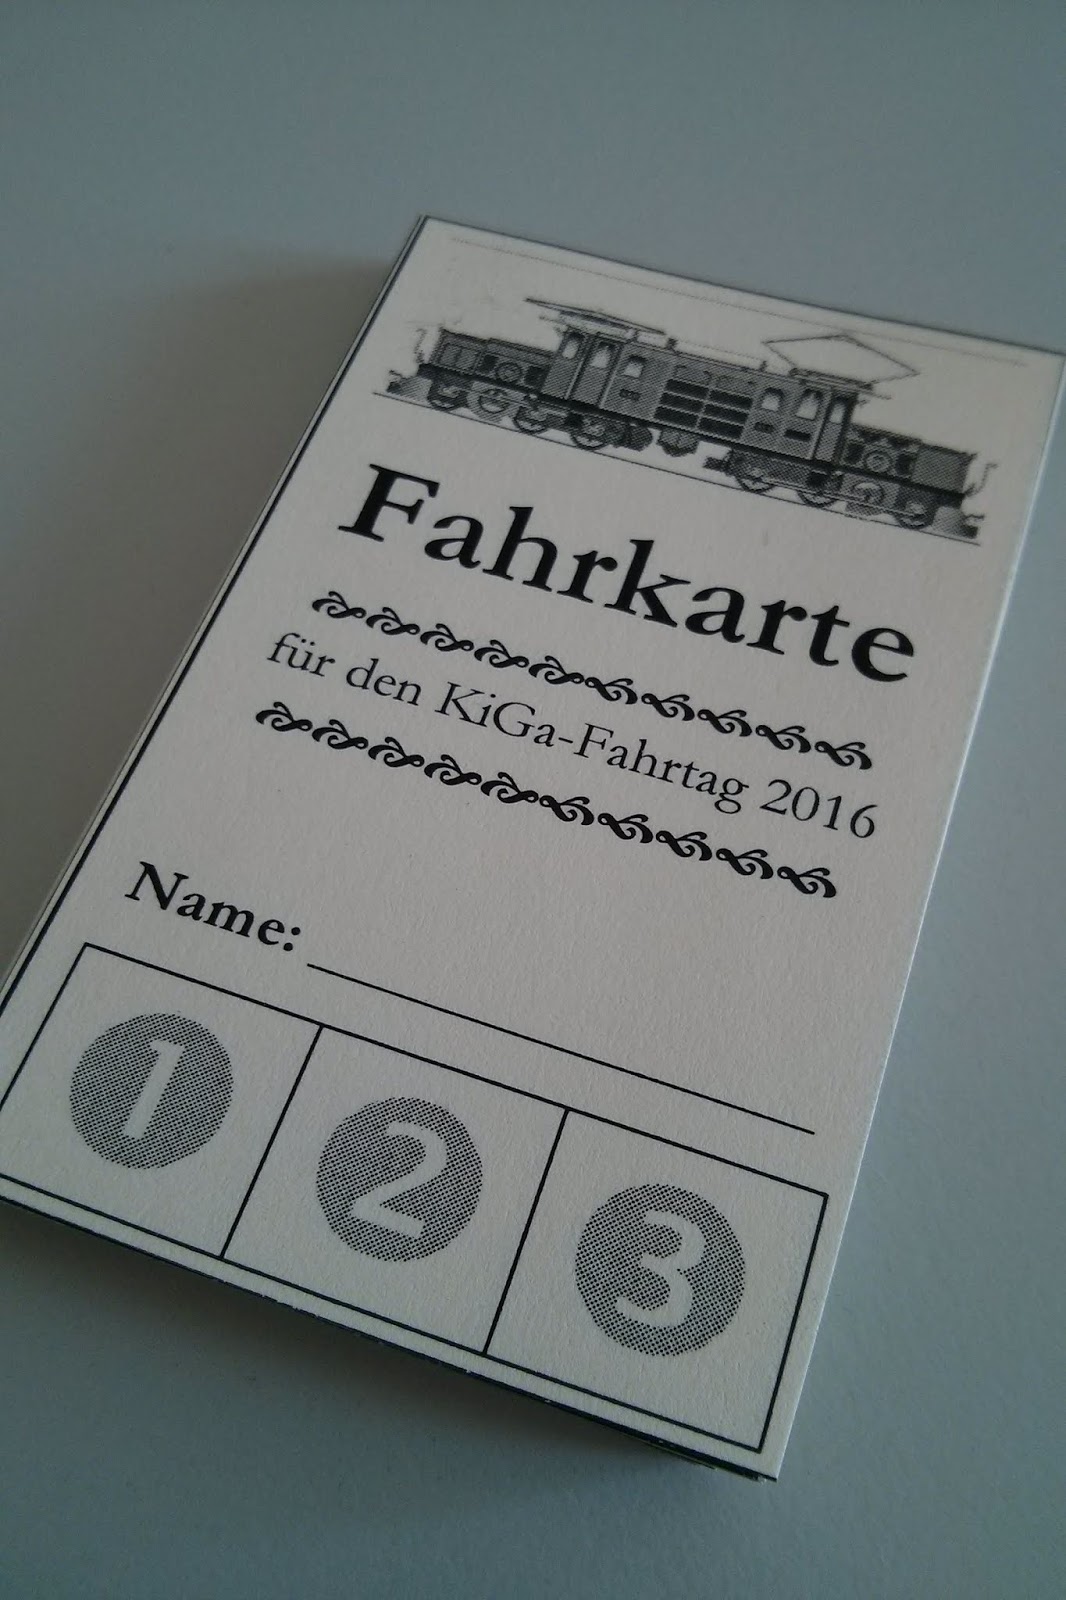 Fahrkarte
für den KiGa-Fahrtag 2016
Name:
1 2 3